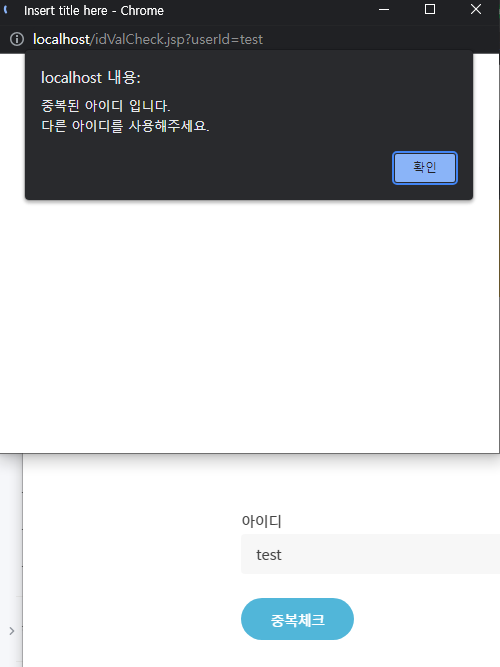 Insert title here - Chrome
localhost/idValCheck.jsp?userId=test
localhost 내용:
중복된 아이디 입니다.
다른 아이디를 사용해주세요.
확인
아이디
test
중복체크